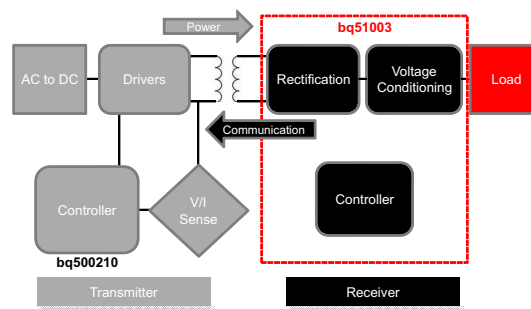 Power
bq51003
AC to DC
Drivers
Rectification
Voltage
Conditioning
Load
Communication
Controller
V/I
Sense
Controller
bq500210
Transmitter
Receiver